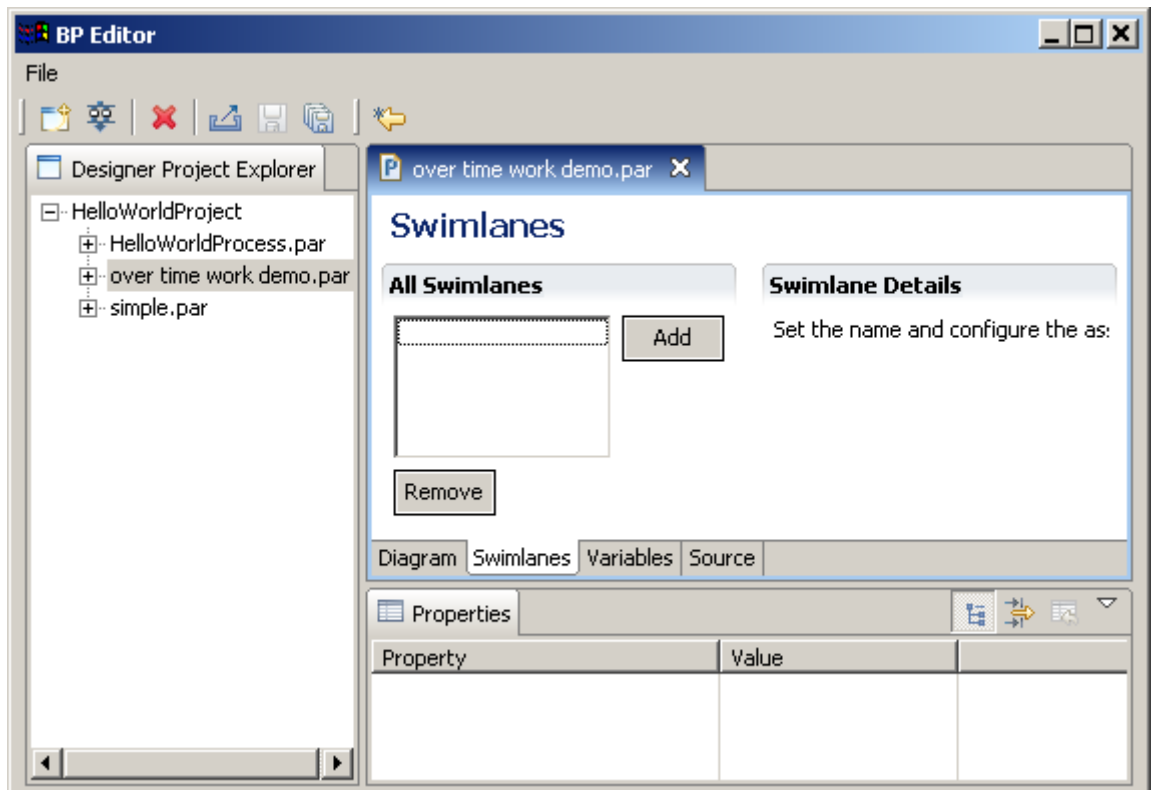 BP Editor
File
Designer Project Explorer
HelloWorldProject
HelloWorldProcess.par
over time work demo.par
simple.par
over time work demo.par
Swimlanes
All Swimlanes
Add
Remove
Swimlane Details
Set the name and configure the as:
Diagram Swimlanes Variables Source
Properties
Property Value